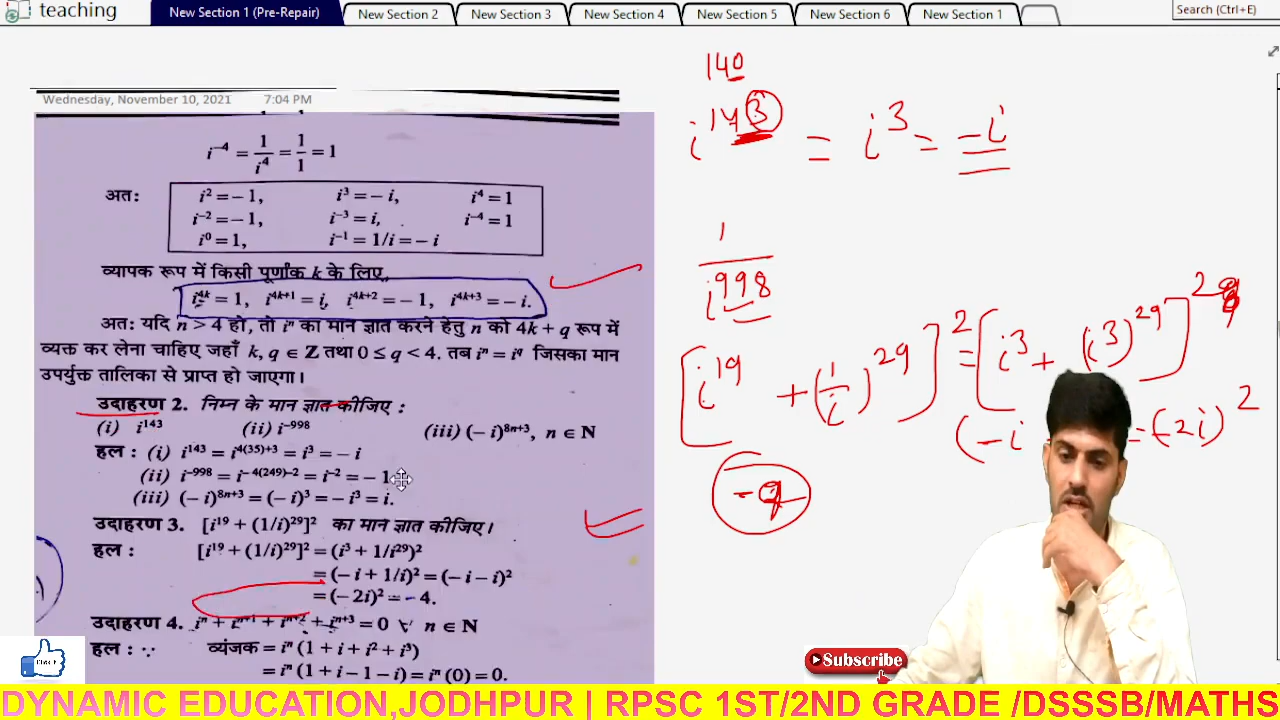 teaching
New Section 1 (Pre-Repair)
New Section 2
New Section 3
New Section 4
New Section 5
New Section 6
New Section 1
Search (Ctrl+E)
Wednesday, November 10, 2021 7:04 PM
i⁻⁴ = 1/i⁴ = 1/1 = 1
अतः i² = – 1, i³ = – i, i⁴ = 1
i⁻² = – 1, i⁻³ = i, i⁻⁴ = 1
i⁰ = 1, i⁻¹ = 1/i = – i
व्यापक रूप में किसी पूर्णांक k के लिए,
i⁴ᵏ = 1, i⁴ᵏ⁺¹ = i, i⁴ᵏ⁺² = – 1, i⁴ᵏ⁺³ = – i.
अतः यदि n > 4 हो, तो iⁿ का मान ज्ञात करने हेतु n को 4k + q रूप में
व्यक्त कर लेना चाहिए जहाँ k, q ∈ Z तथा 0 ≤ q < 4. तब iⁿ = i^q जिसका मान
उपर्युक्त तालिका से प्राप्त हो जाएगा।
उदाहरण 2. निम्न के मान ज्ञात कीजिए :
(i) i¹⁴³ (ii) i⁻⁹⁹⁸ (iii) (– i)⁸ⁿ⁺³, n ∈ N
हल : (i) i¹⁴³ = i⁴⁽³⁵⁾⁺³ = i³ = – i
(ii) i⁻⁹⁹⁸ = i⁻⁴⁽²⁴⁹⁾⁻² = i⁻² = – 1
(iii) (– i)⁸ⁿ⁺³ = (– i)³ = – i³ = i.
उदाहरण 3. [i¹⁹ + (1/i)²⁹]² का मान ज्ञात कीजिए।
हल : [i¹⁹ + (1/i)²⁹]² = (i³ + 1/i²⁹)²
= (– i + 1/i)² = (– i – i)²
= (– 2i)² = – 4.
उदाहरण 4. iⁿ + iⁿ⁺¹ + iⁿ⁺² + iⁿ⁺³ = 0 ∀ n ∈ N
हल : ∵ व्यंजक = iⁿ (1 + i + i² + i³)
= iⁿ (1 + i – 1 – i) = iⁿ (0) = 0.
140
i¹⁴³ = i³ = -i
1/i⁹⁹⁸
[i¹⁹ + (1/i)²⁹]² = [i³ + (i³)²⁹]²
(-i = (-2i)²
Subscribe
DYNAMIC EDUCATION,JODHPUR | RPSC 1ST/2ND GRADE /DSSSB/MATHS